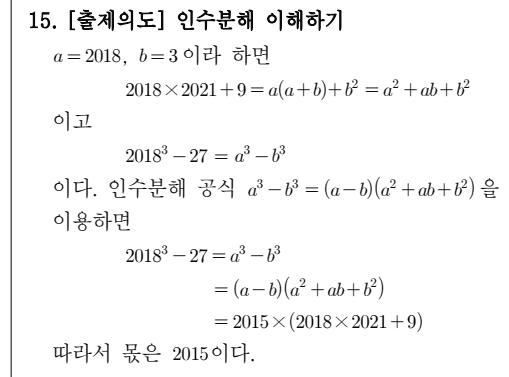 15. [출제의도] 인수분해 이해하기
a=2018, b=3이라 하면
2018×2021+9=a(a+b)+b²=a²+ab+b²
이고
2018³-27=a³-b³
이다. 인수분해 공식 a³-b³=(a-b)(a²+ab+b²)을
이용하면
2018³-27=a³-b³
=(a-b)(a²+ab+b²)
=2015×(2018×2021+9)
따라서 몫은 2015이다.